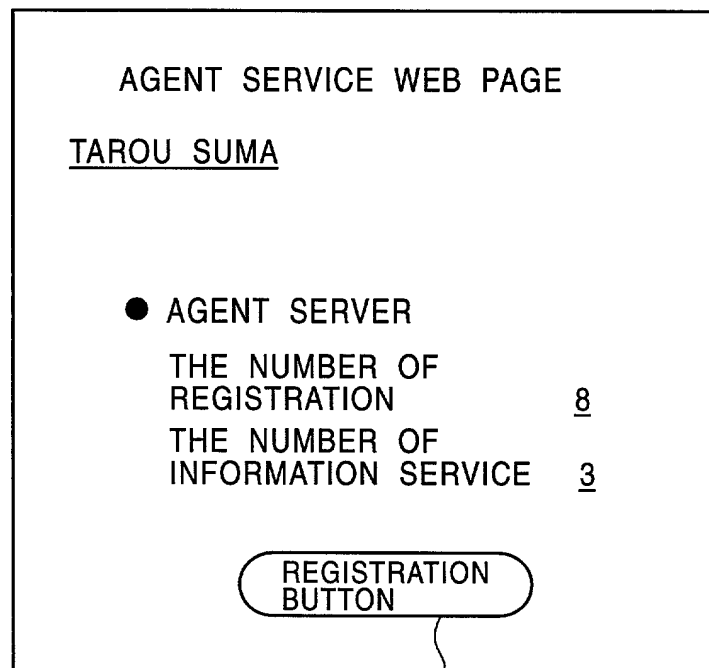 AGENT SERVICE WEB PAGE
TAROU SUMA
● AGENT SERVER
THE NUMBER OF
REGISTRATION 8
THE NUMBER OF
INFORMATION SERVICE 3
REGISTRATION
BUTTON